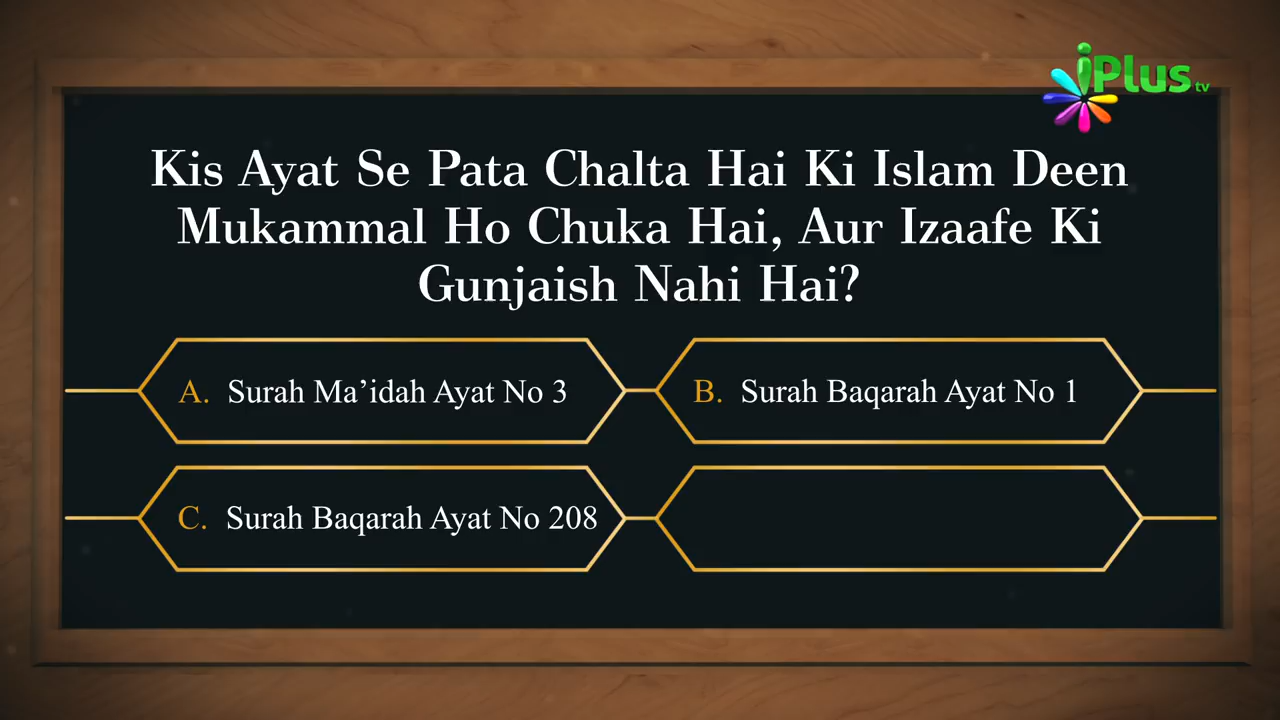 iPlus tv
Kis Ayat Se Pata Chalta Hai Ki Islam Deen
Mukammal Ho Chuka Hai, Aur Izaafe Ki
Gunjaish Nahi Hai?
A. Surah Ma’idah Ayat No 3
B. Surah Baqarah Ayat No 1
C. Surah Baqarah Ayat No 208